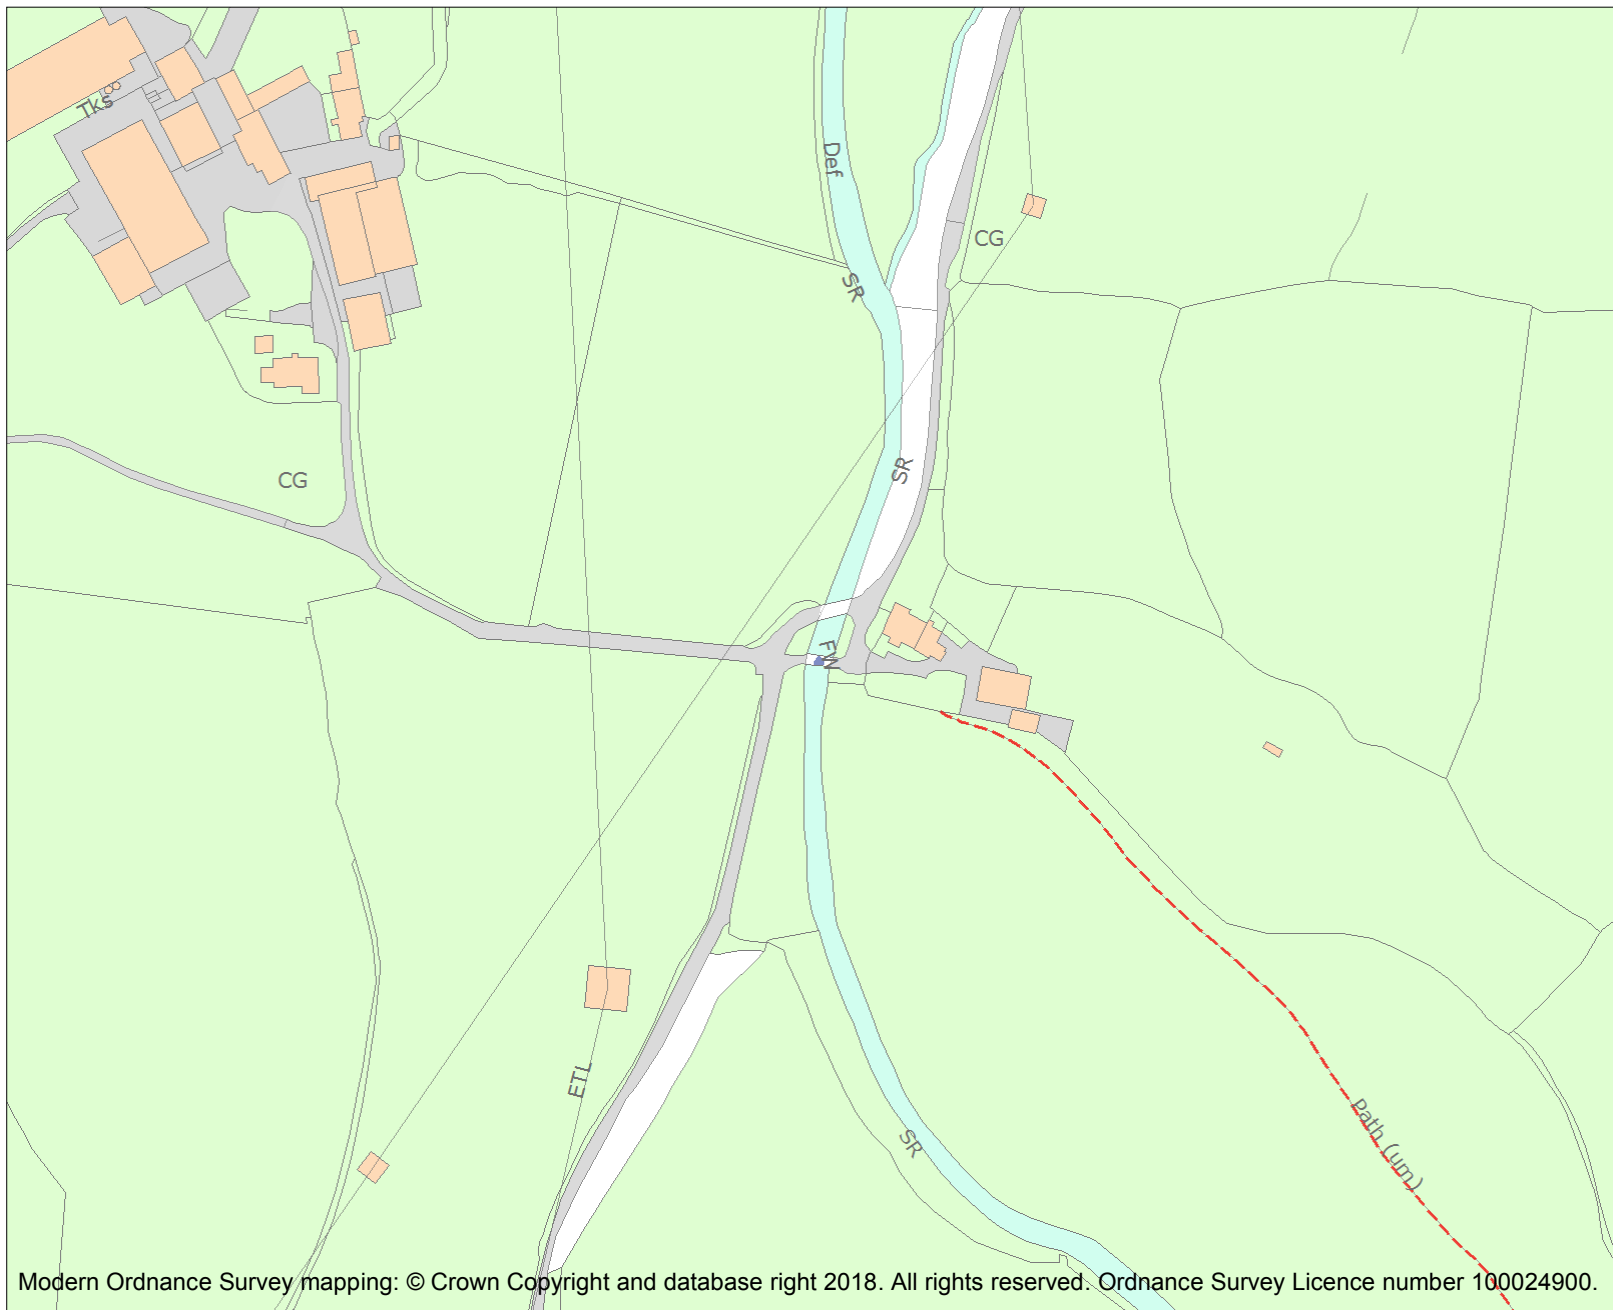 Tks
Def
CG
SR
SR
CG
FW
ETL
Path (um)
SR
Modern Ordnance Survey mapping: © Crown Copyright and database right 2018. All rights reserved. Ordnance Survey Licence number 100024900.